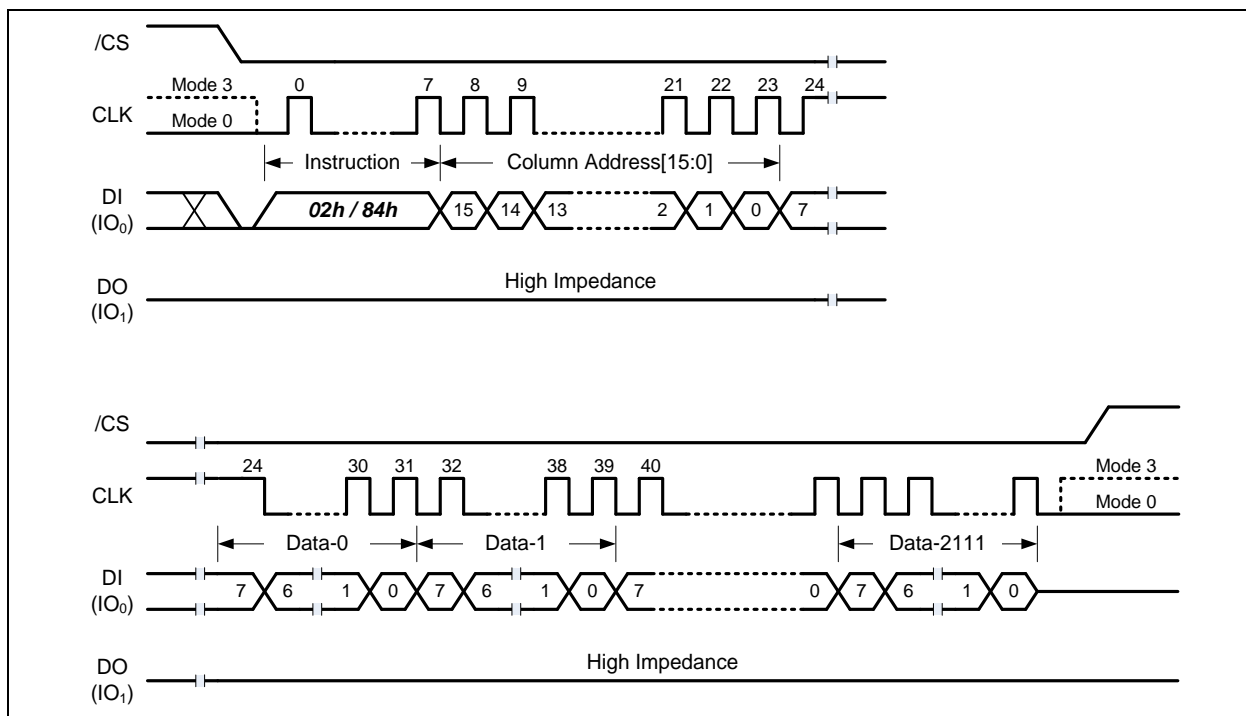 /CS
Mode 3 0 7 8 9 21 22 23 24
CLK
Mode 0
Instruction Column Address[15:0]
DI
(IO0)
02h / 84h 15 14 13 2 1 0 7
High Impedance
DO
(IO1)
/CS
24 30 31 32 38 39 40 Mode 3
CLK
Mode 0
Data-0 Data-1 Data-2111
DI
(IO0)
7 6 1 0 7 6 1 0 7 0 7 6 1 0
High Impedance
DO
(IO1)